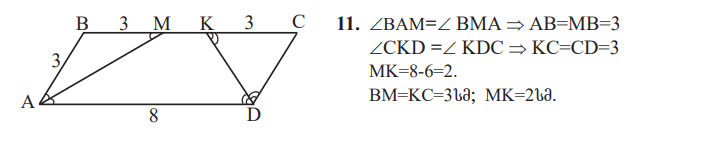 B 3 M K 3 C
3
A
8
D
11. ∠BAM=∠ BMA ⇒ AB=MB=3
∠CKD =∠ KDC ⇒ KC=CD=3
MK=8-6=2.
BM=KC=3სმ; MK=2სმ.